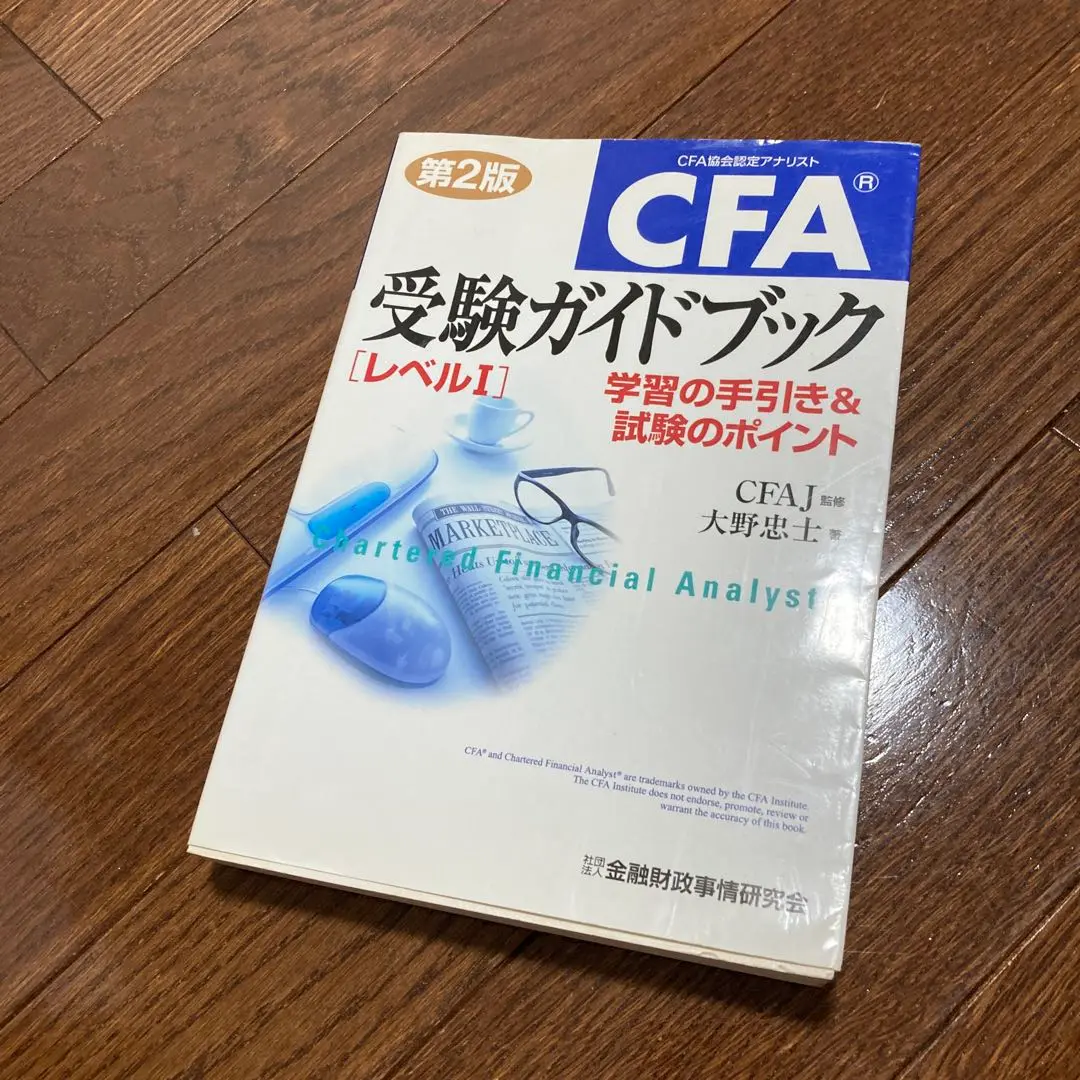 第2版
CFA協会認定アナリスト
CFA®
受験ガイドブック
[レベルI]
学習の手引き&
試験のポイント
CFAJ 監修
大野忠士 著
THE WALL STREET
MARKETPLACE
Chartered Financial Analyst
CFA® and Chartered Financial Analyst® are trademarks owned by the CFA Institute.
The CFA Institute does not endorse, promote, review or
warrant the accuracy of this book.
社団法人 金融財政事情研究会